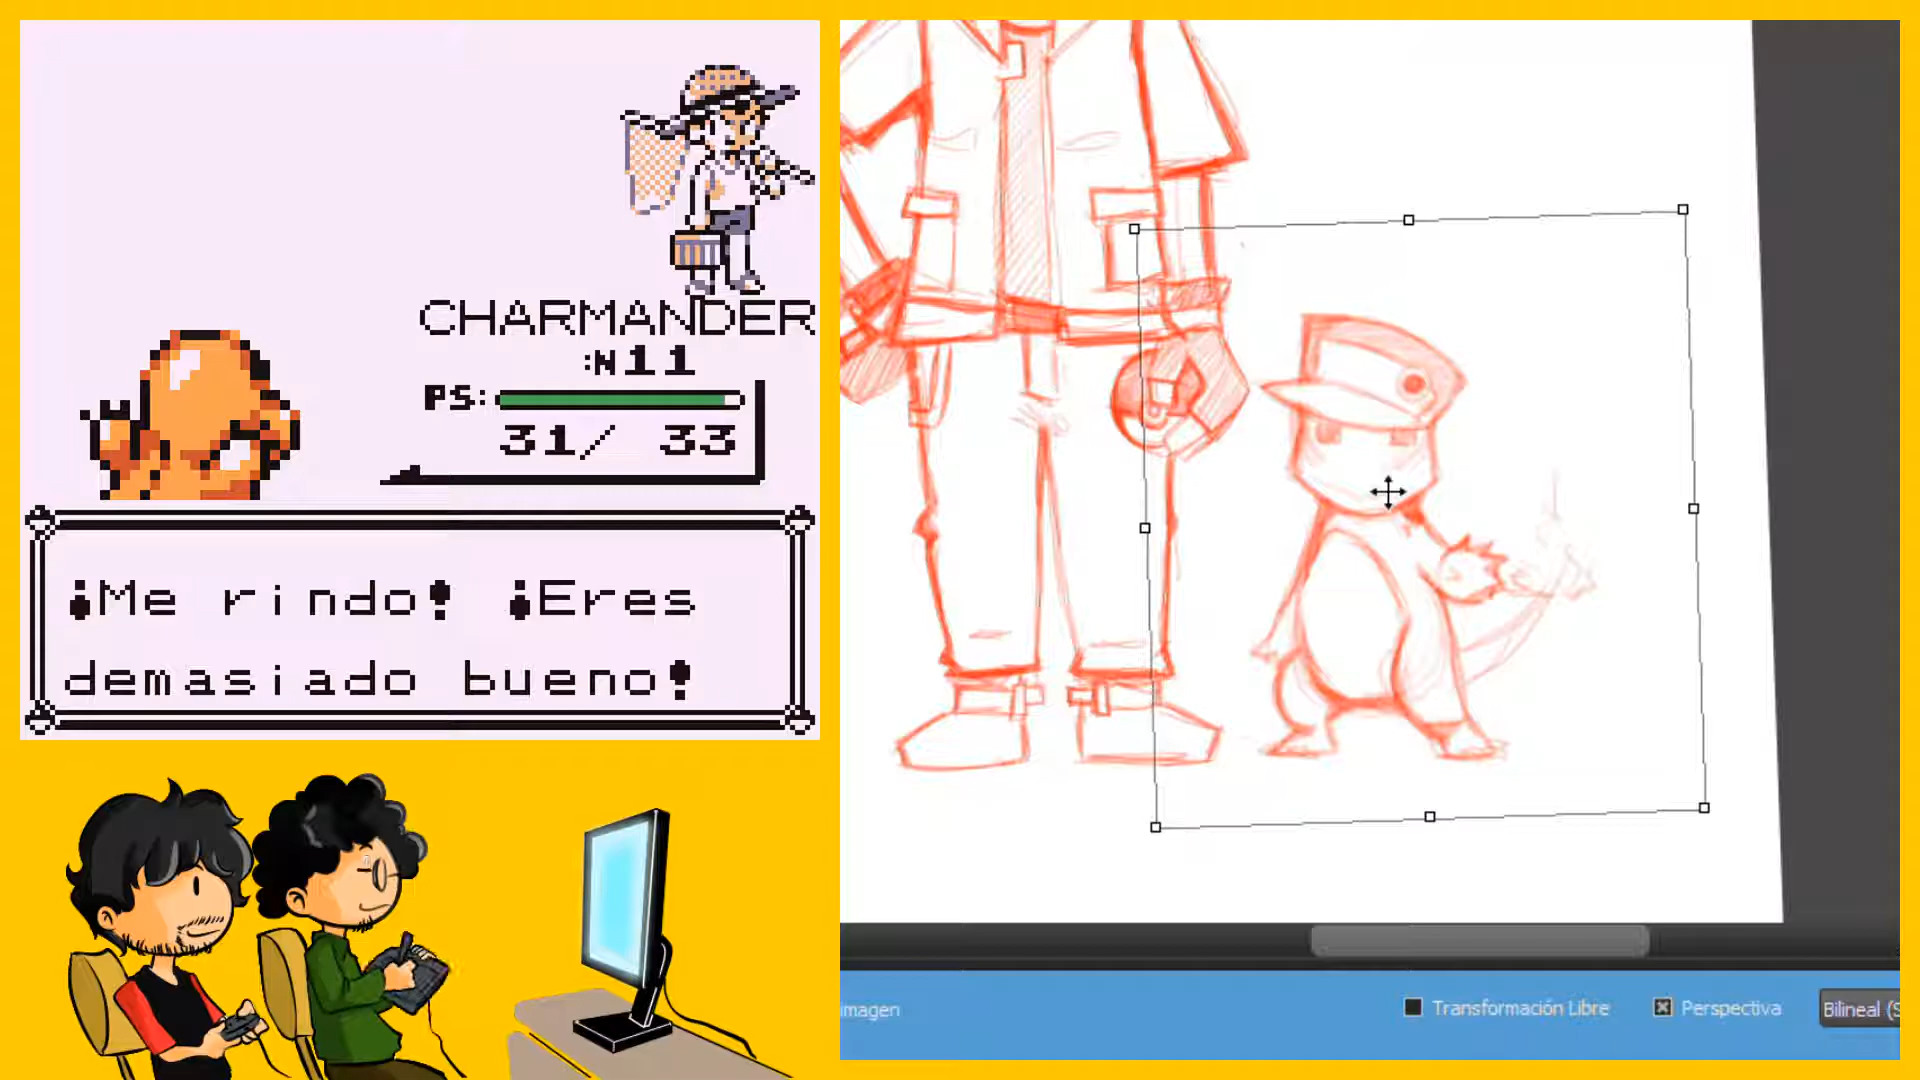 CHARMANDER
:N11
PS:
31/ 33
¡Me rindo! ¡Eres
demasiado bueno!
imagen
Transformación Libre
Perspectiva
Bilineal (S